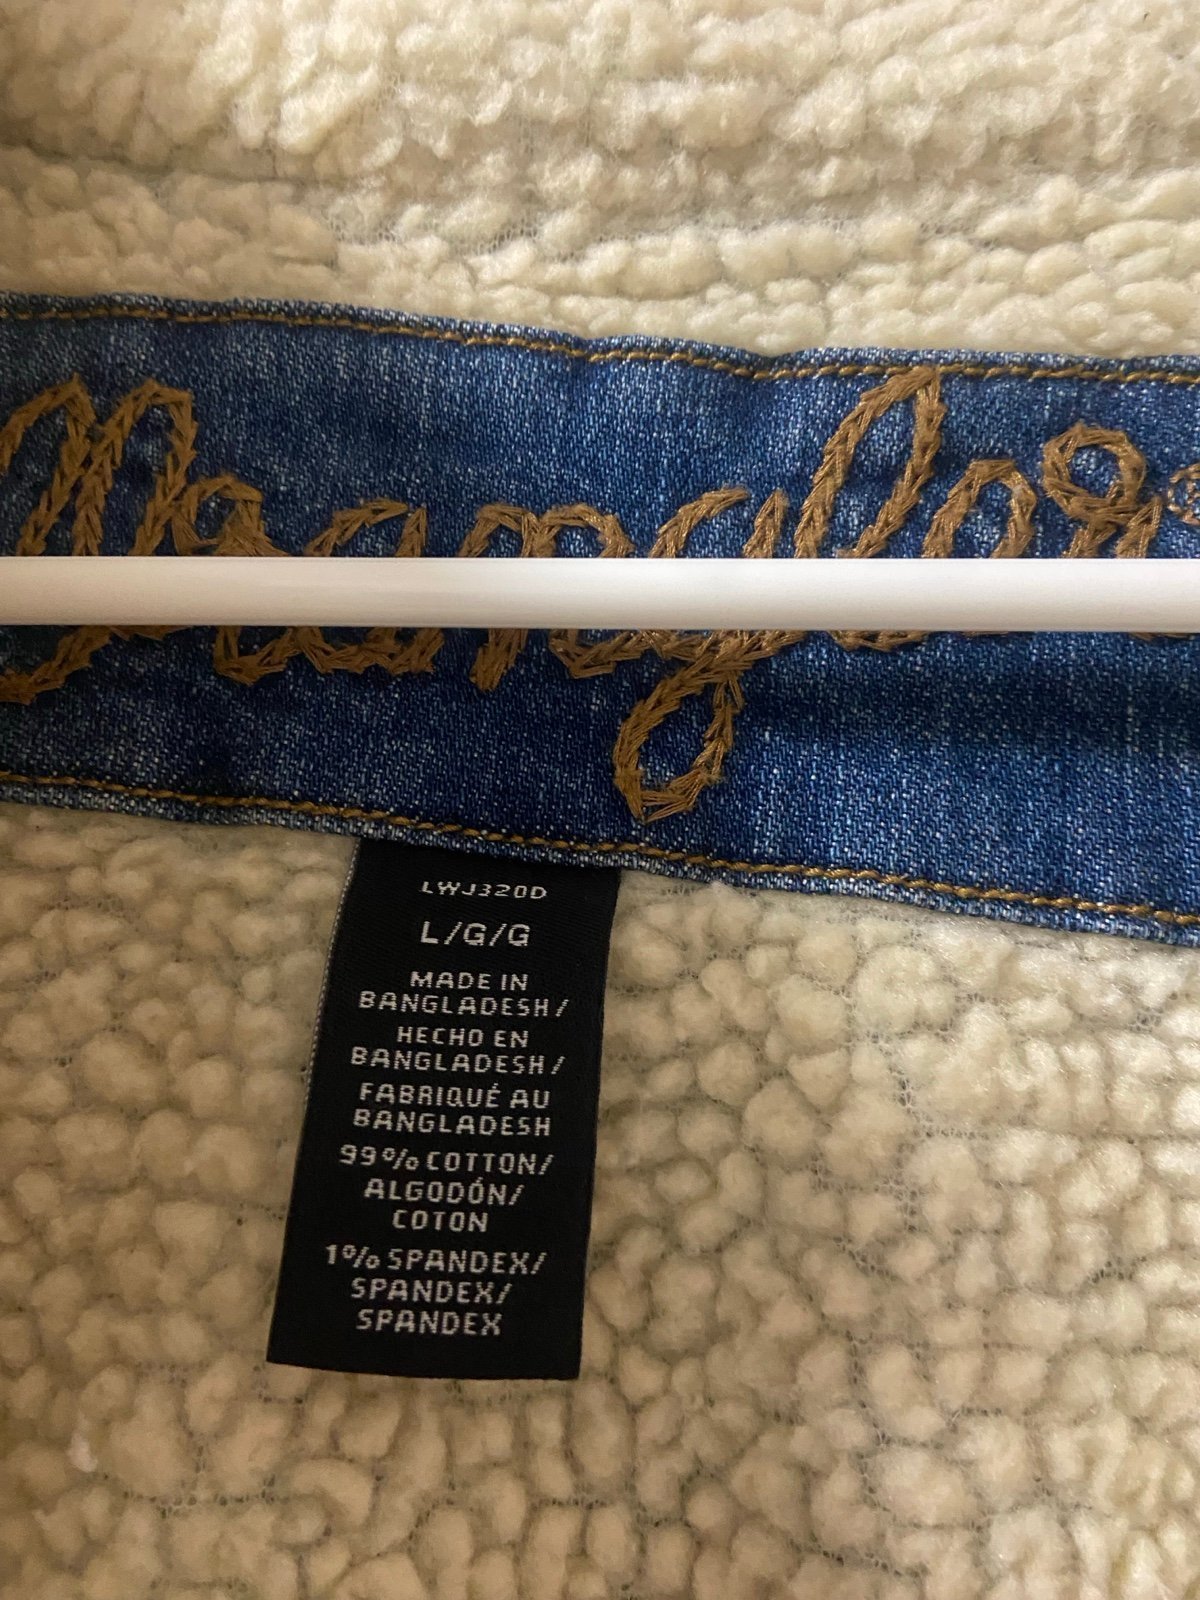 Wrangler®
LWJ320D
L/G/G
MADE IN
BANGLADESH/
HECHO EN
BANGLADESH/
FABRIQUÉ AU
BANGLADESH
99% COTTON/
ALGODÓN/
COTON
1% SPANDEX/
SPANDEX/
SPANDEX